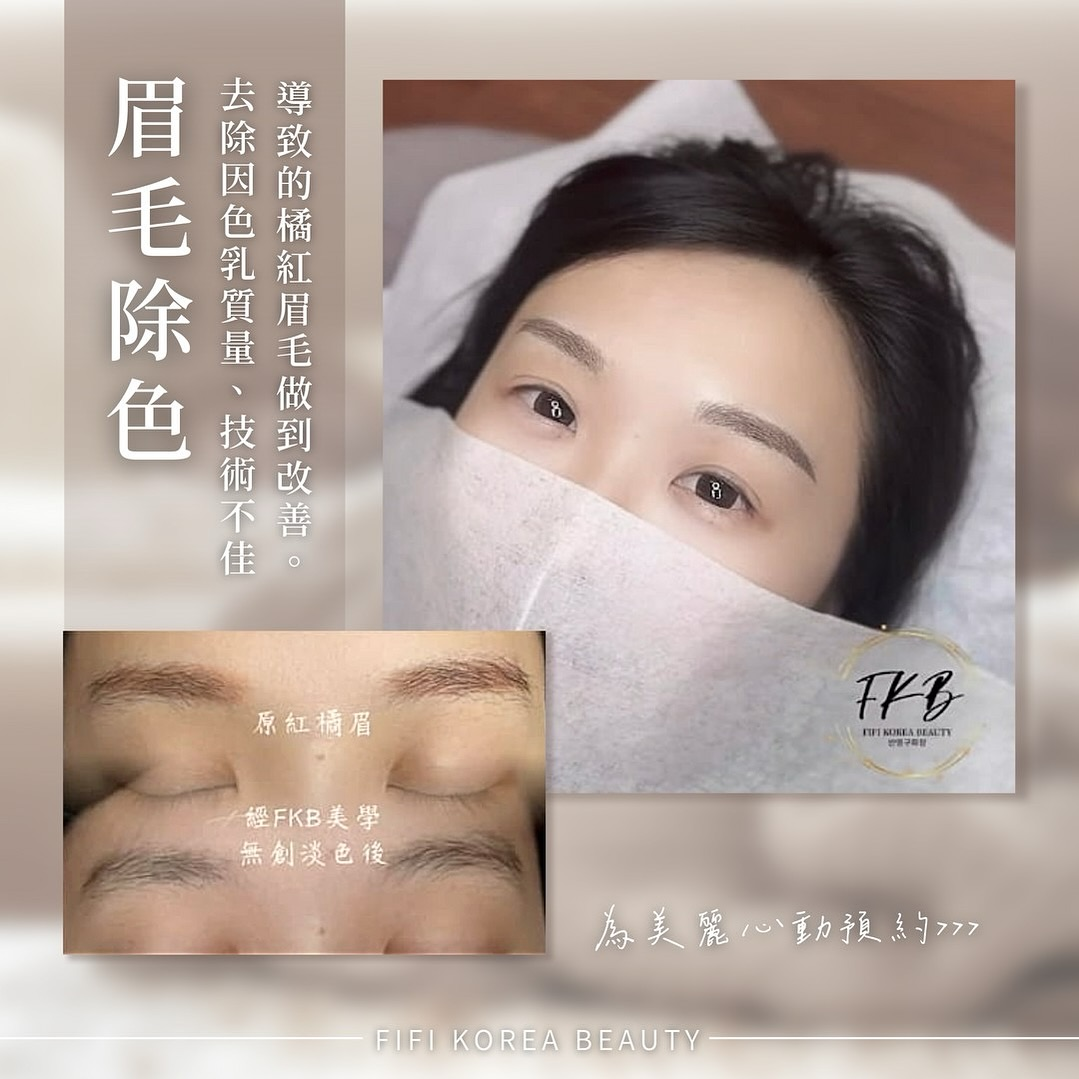 眉毛除色
導致的橘紅眉毛做到改善。
去除因色乳質量、技術不佳
原紅橘眉
經FKB美學
無創淡色後
FKB
FIFI KOREA BEAUTY
為美麗心動預約>>>
FIFI KOREA BEAUTY